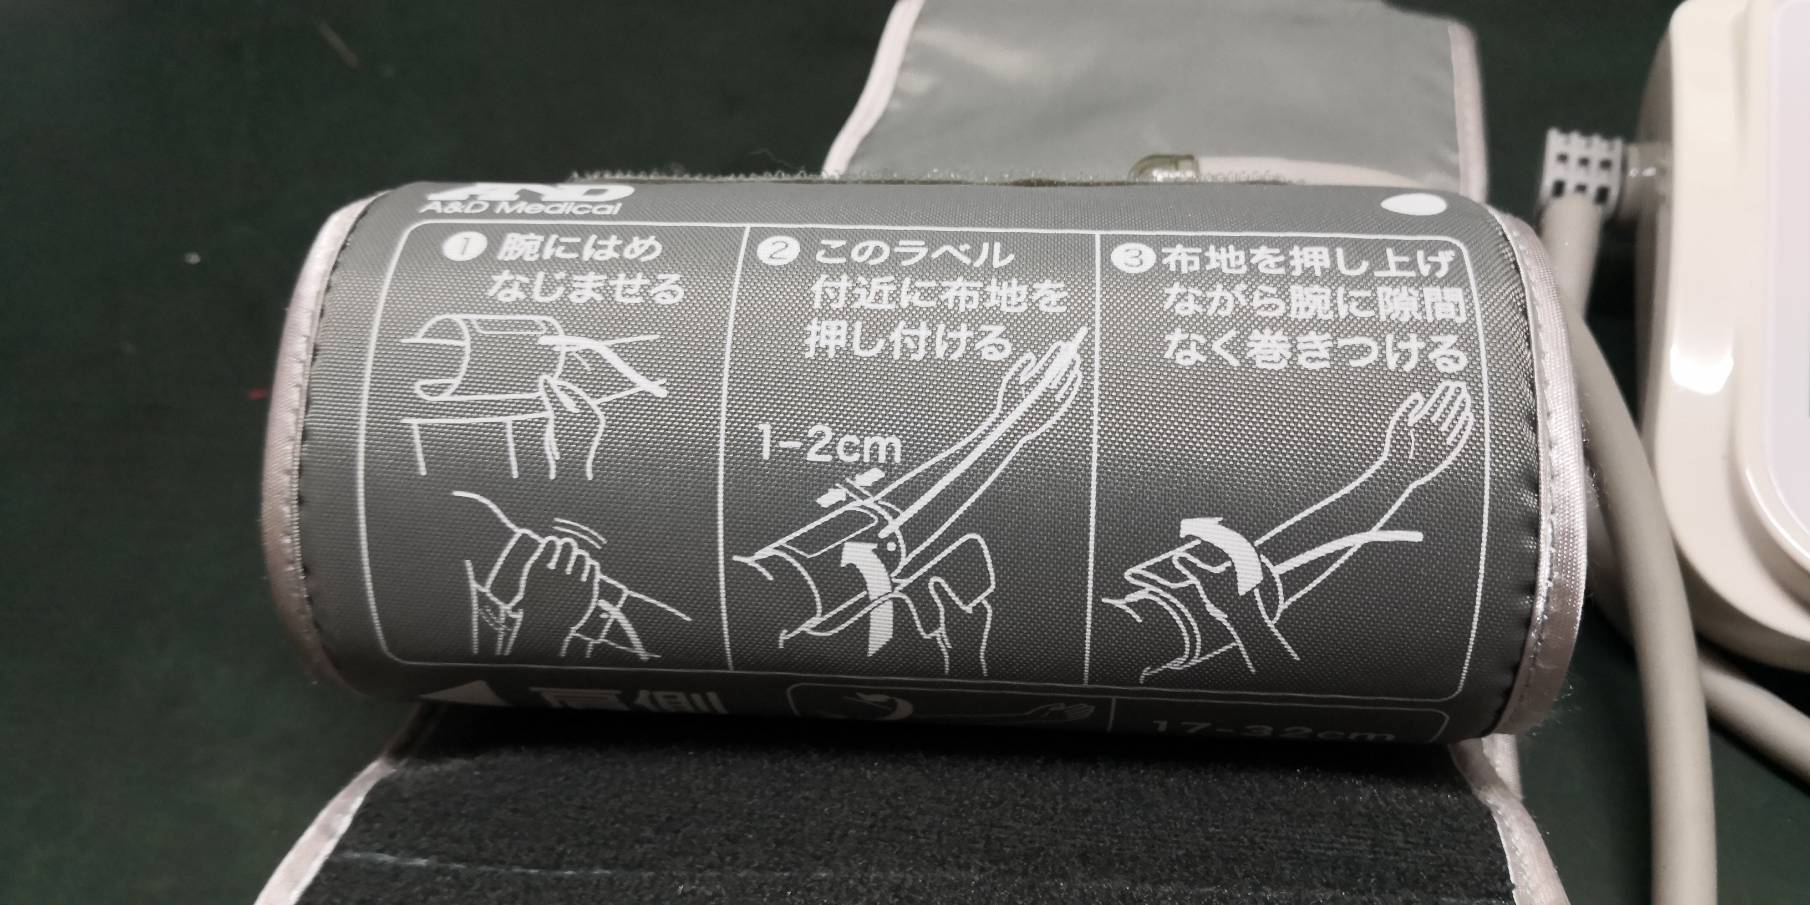 AND
A&D Medical
❶ 腕にはめ
なじませる
❷ このラベル
付近に布地を
押し付ける
1-2cm
❸ 布地を押し上げ
ながら腕に隙間
なく巻きつける
◀ 肩側
17-32cm